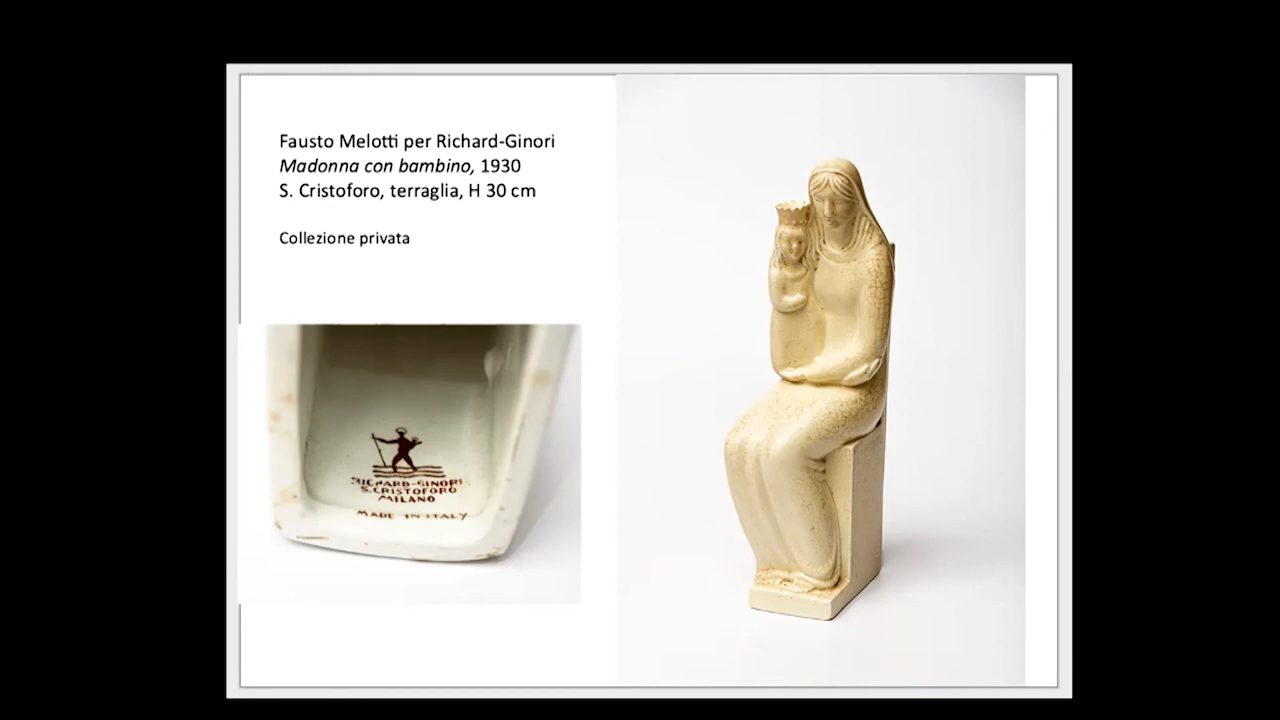 Fausto Melotti per Richard-Ginori
Madonna con bambino, 1930
S. Cristoforo, terraglia, H 30 cm
Collezione privata
RICHARD-GINORI
S. CRISTOFORO
MILANO
MADE IN ITALY